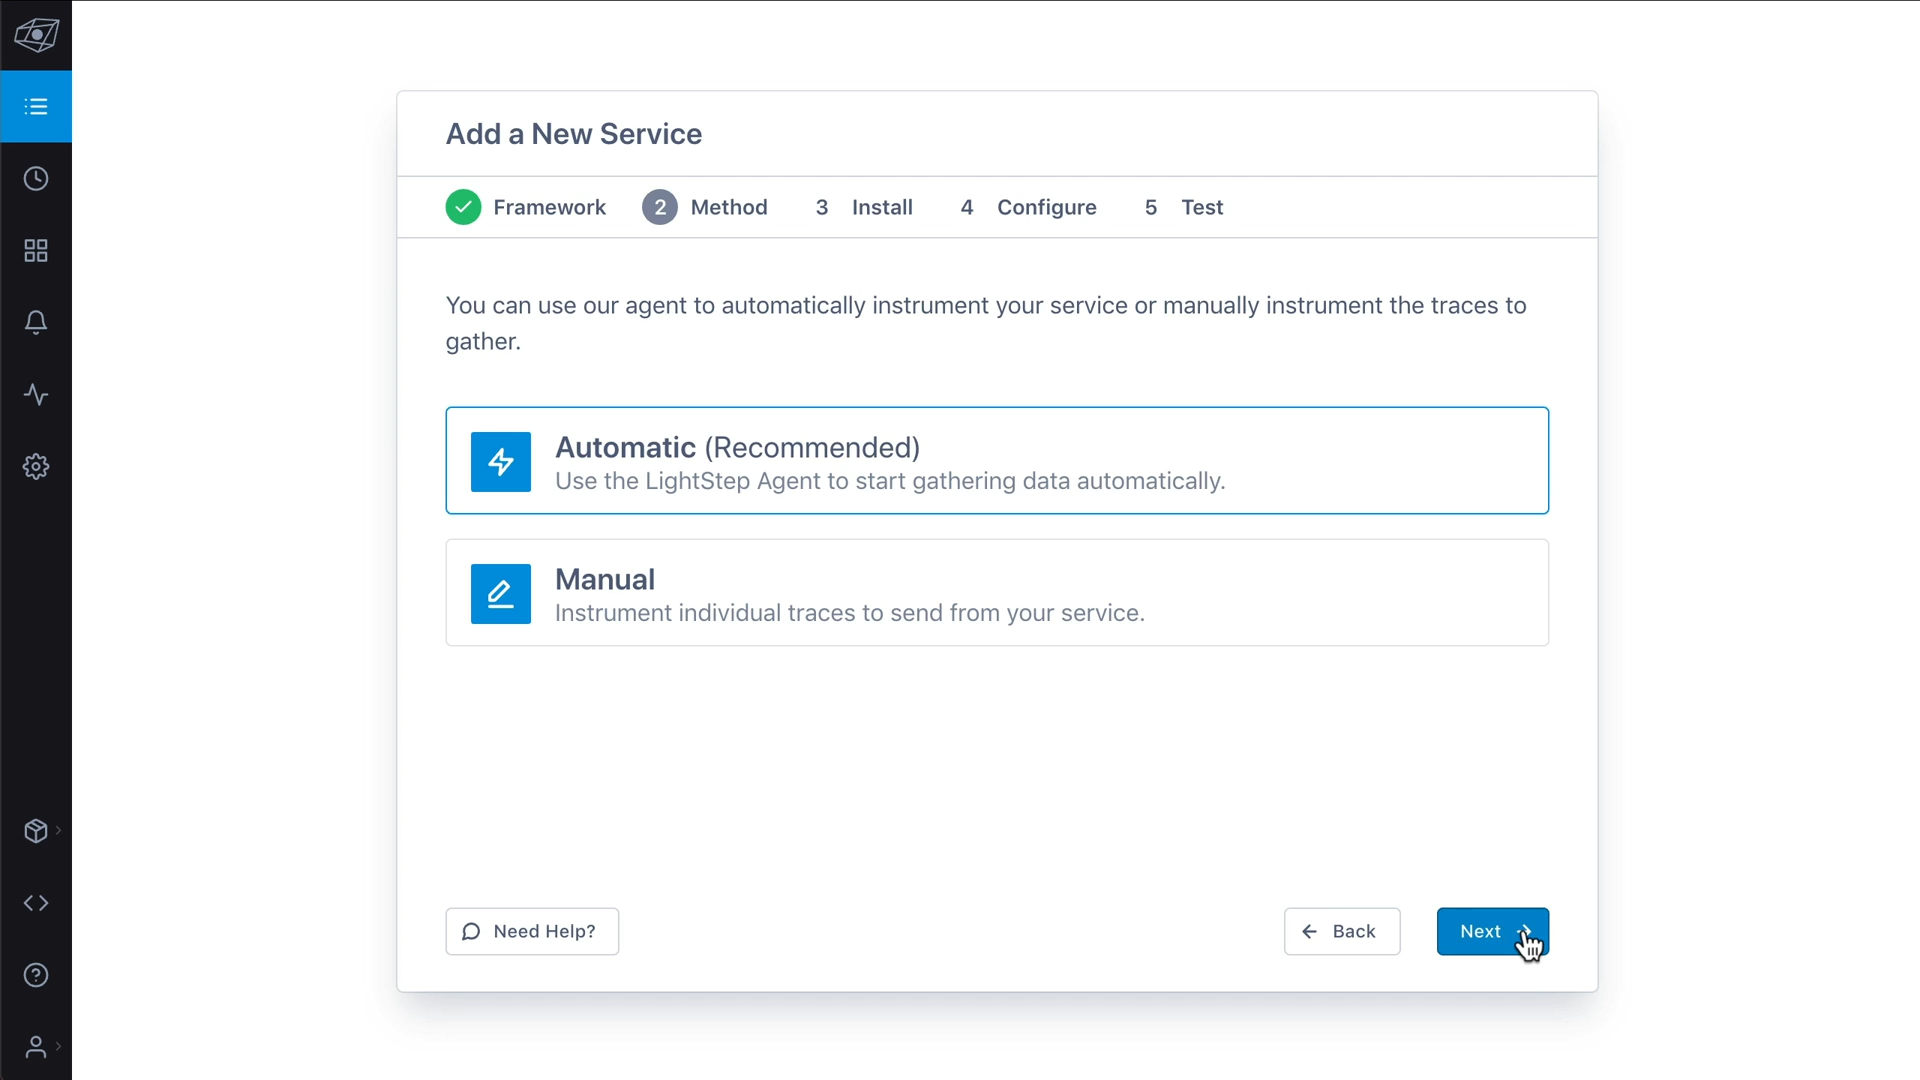 Add a New Service
Framework 2 Method 3 Install 4 Configure 5 Test
You can use our agent to automatically instrument your service or manually instrument the traces to
gather.
Automatic (Recommended)
Use the LightStep Agent to start gathering data automatically.
Manual
Instrument individual traces to send from your service.
Need Help? Back Next